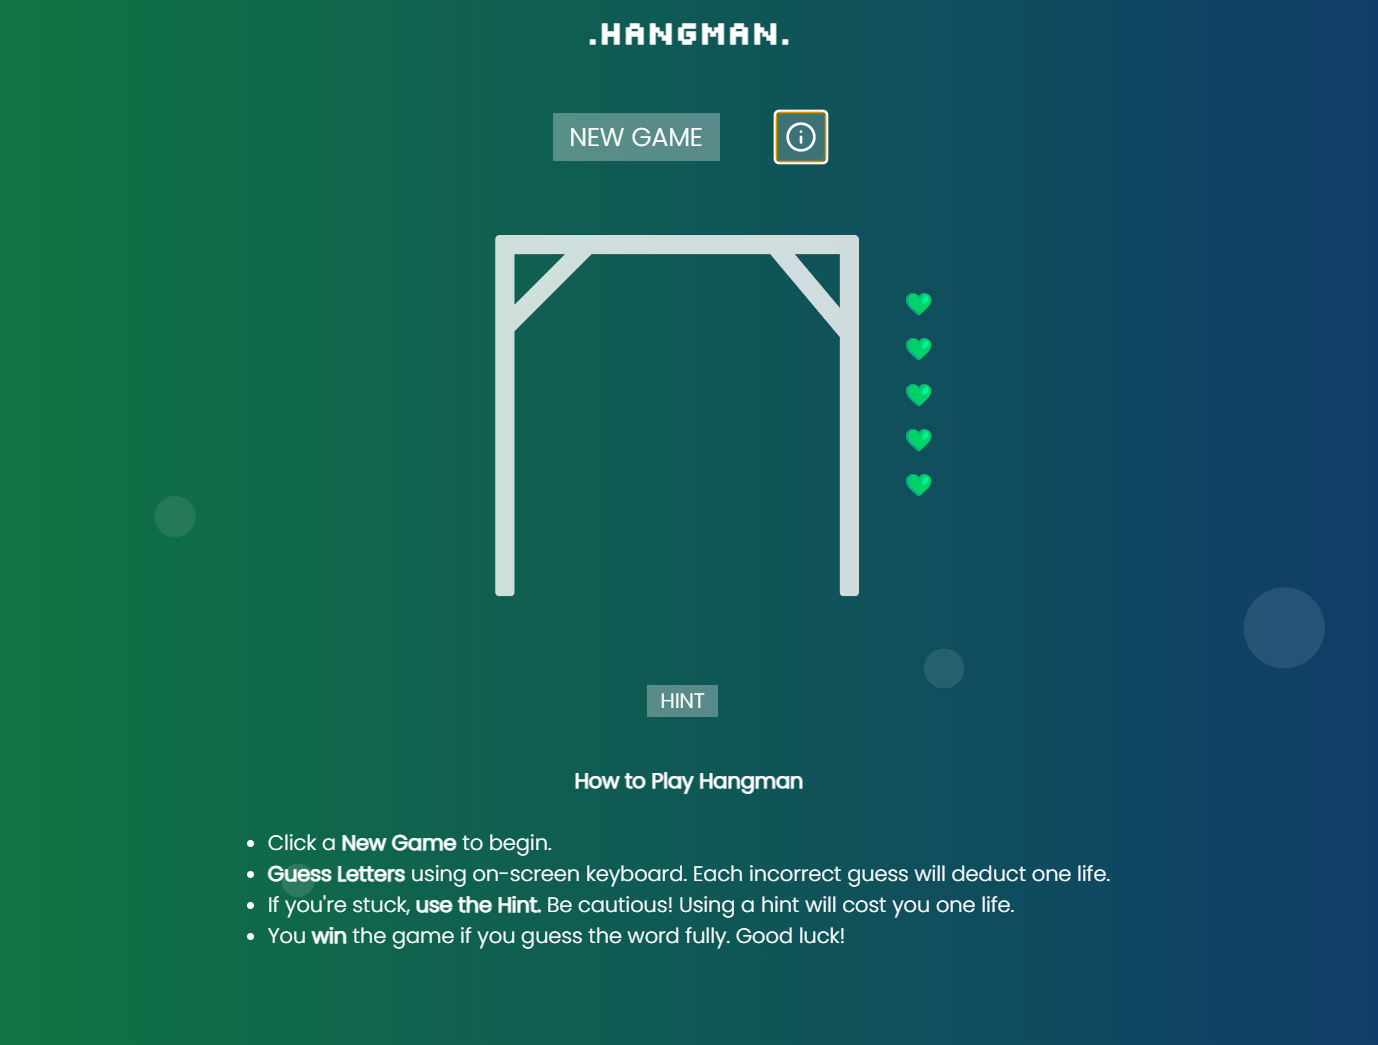 .HANGMAN.
NEW GAME
HINT
How to Play Hangman
Click a New Game to begin.
Guess Letters using on-screen keyboard. Each incorrect guess will deduct one life.
If you're stuck, use the Hint. Be cautious! Using a hint will cost you one life.
You win the game if you guess the word fully. Good luck!